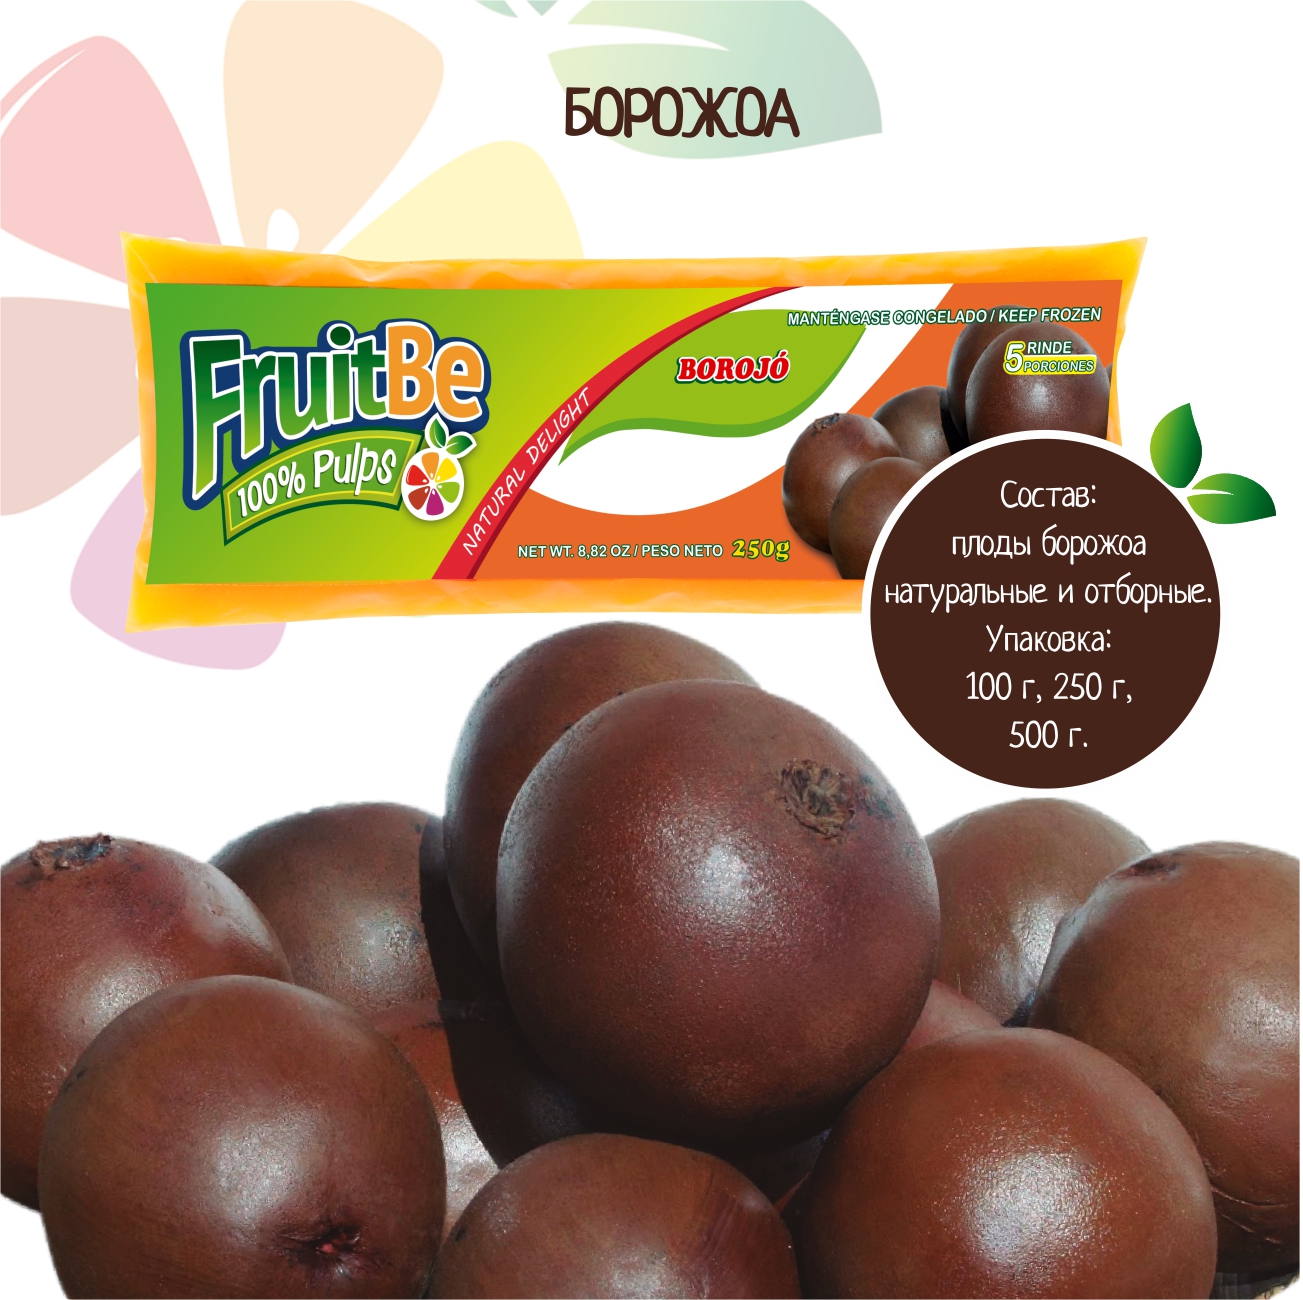 БОРОЖОА
MANTÉNGASE CONGELADO / KEEP FROZEN
FruitBe
100% Pulps
NATURAL DELIGHT
BOROJÓ
5 RINDE
PORCIONES
NET WT. 8,82 OZ / PESO NETO 250g
Состав:
плоды борожоа
натуральные и отборные.
Упаковка:
100 г, 250 г,
500 г.